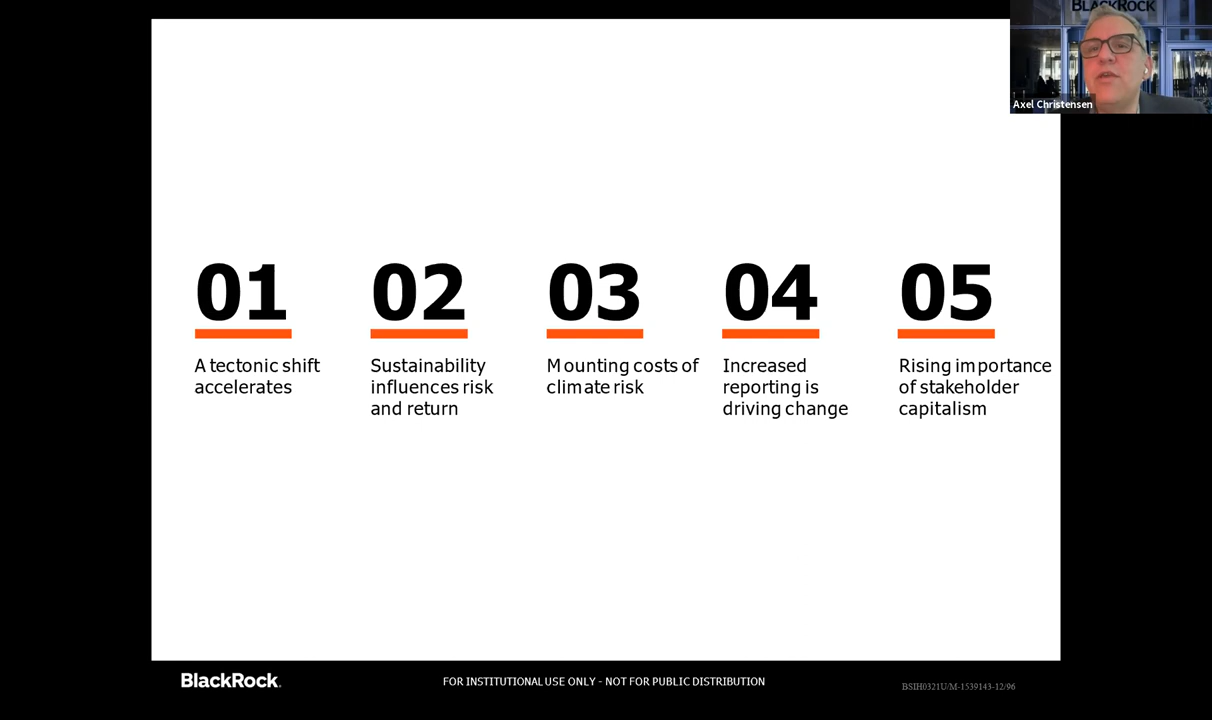 BLACKROCK
Axel Christensen
01
A tectonic shift
accelerates
02
Sustainability
influences risk
and return
03
Mounting costs of
climate risk
04
Increased
reporting is
driving change
05
Rising importance
of stakeholder
capitalism
BlackRock.
FOR INSTITUTIONAL USE ONLY - NOT FOR PUBLIC DISTRIBUTION
BSIH0321U/M-1539143-12/96